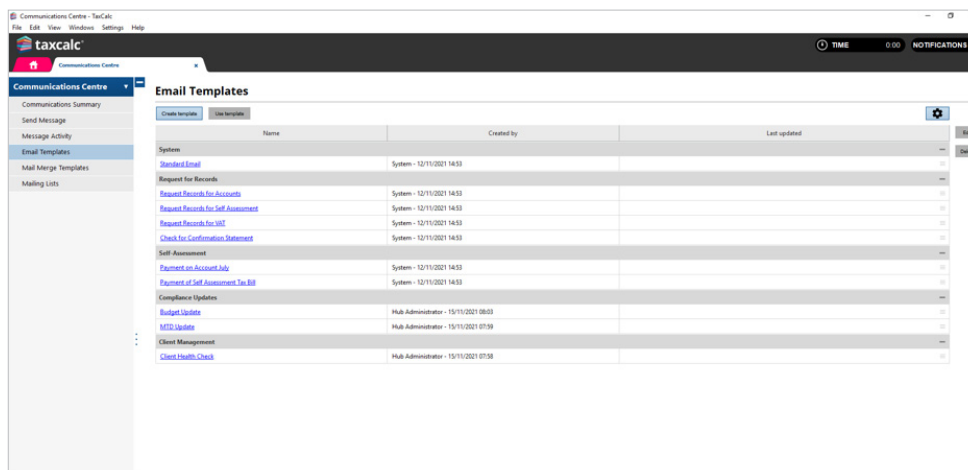 Communications Centre - TaxCalc
File Edit View Windows Settings Help
taxcalc
TIME 0:00 NOTIFICATIONS
Communications Centre x
Communications Centre
Communications Summary
Send Message
Message Activity
Email Templates
Mail Merge Templates
Mailing Lists
Email Templates
Create template Use template
Name Created by Last updated
System
Standard Email System - 12/11/2021 14:53
Request for Records
Request Records for Accounts System - 12/11/2021 14:53
Request Records for Self Assessment System - 12/11/2021 14:53
Request Records for VAT System - 12/11/2021 14:53
Check for Confirmation Statement System - 12/11/2021 14:53
Self-Assessment
Payment on Account July System - 12/11/2021 14:53
Payment of Self Assessment Tax Bill System - 12/11/2021 14:53
Compliance Updates
Budget Update Hub Administrator - 15/11/2021 08:03
MTD Update Hub Administrator - 15/11/2021 07:59
Client Management
Client Health Check Hub Administrator - 15/11/2021 07:58